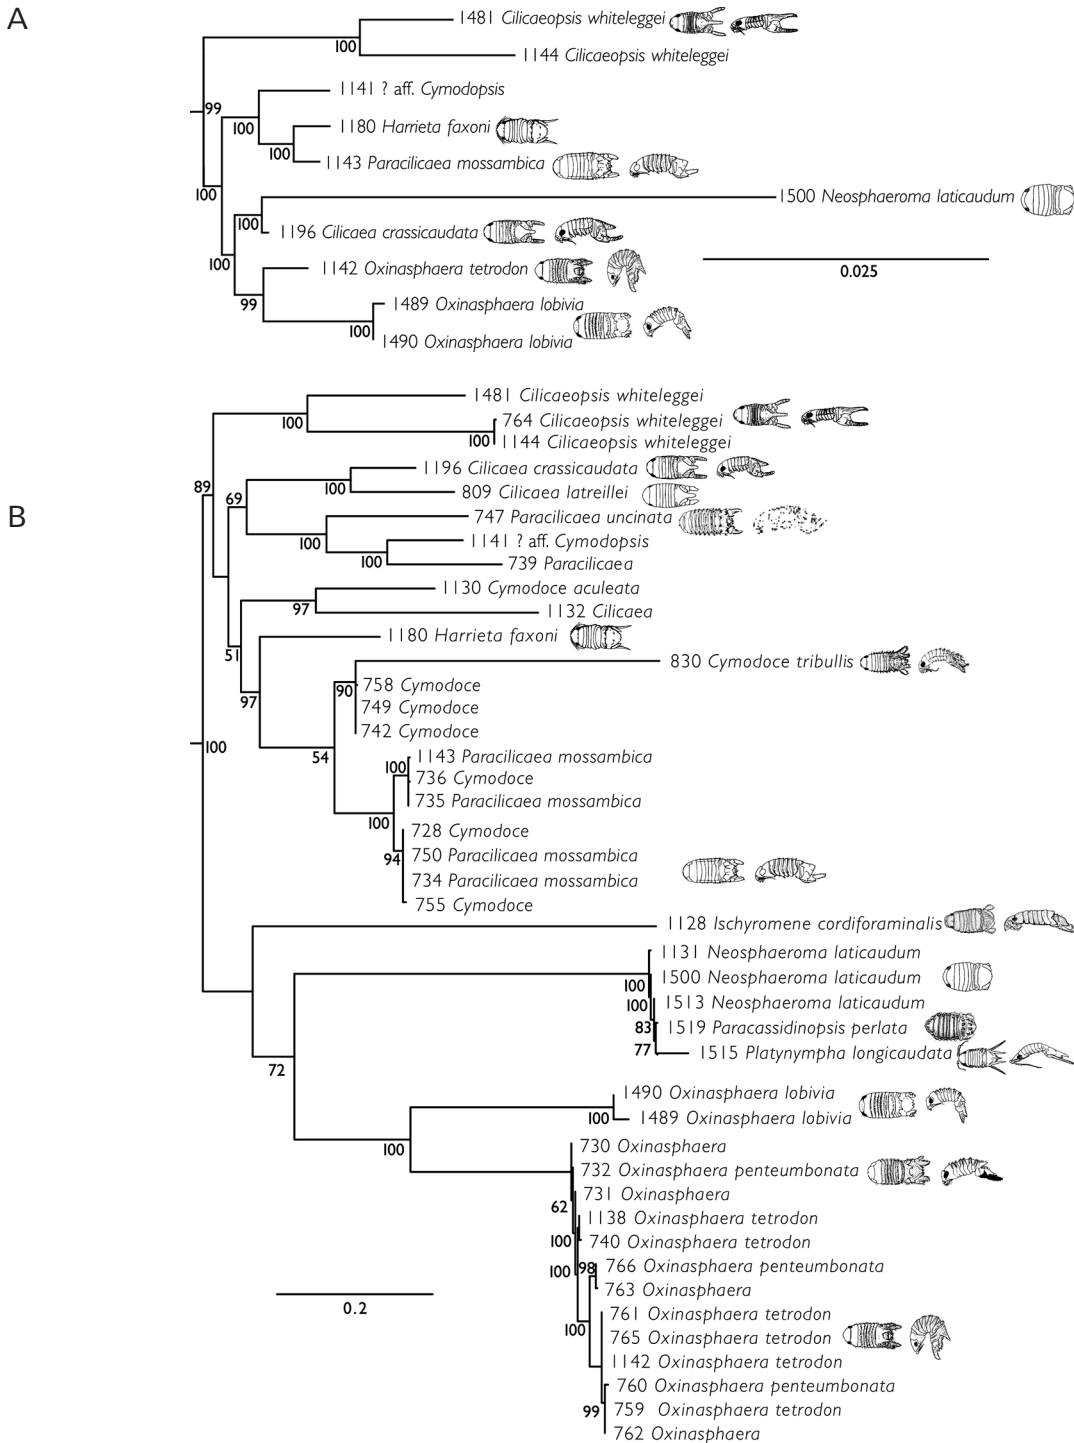 A
1481 Cilicaeopsis whiteleggei
100
1144 Cilicaeopsis whiteleggei
1141 ? aff. Cymodopsis
99
100
1180 Harrieta faxoni
100
1143 Paracilicaea mossambica
100
1500 Neosphaeroma laticaudum
100
1196 Cilicaea crassicaudata
100
1142 Oxinasphaera tetrodon
0.025
99
1489 Oxinasphaera lobivia
100
1490 Oxinasphaera lobivia
B
1481 Cilicaeopsis whiteleggei
100
764 Cilicaeopsis whiteleggei
100
1144 Cilicaeopsis whiteleggei
1196 Cilicaea crassicaudata
89
100
69
809 Cilicaea latreillei
747 Paracilicaea uncinata
100
1141 ? aff. Cymodopsis
100
739 Paracilicaea
1130 Cymodoce aculeata
97
1132 Cilicaea
1180 Harrieta faxoni
51
830 Cymodoce tribullis
90
758 Cymodoce
97
749 Cymodoce
742 Cymodoce
100
54
1143 Paracilicaea mossambica
100
736 Cymodoce
735 Paracilicaea mossambica
100
728 Cymodoce
94
750 Paracilicaea mossambica
734 Paracilicaea mossambica
755 Cymodoce
1128 Ischyromene cordiforaminalis
1131 Neosphaeroma laticaudum
1500 Neosphaeroma laticaudum
100
100
1513 Neosphaeroma laticaudum
83
1519 Paracassidinopsis perlata
77
1515 Platynympha longicaudata
72
1490 Oxinasphaera lobivia
100
1489 Oxinasphaera lobivia
100
730 Oxinasphaera
732 Oxinasphaera penteumbonata
731 Oxinasphaera
62
1138 Oxinasphaera tetrodon
100
740 Oxinasphaera tetrodon
100
98
766 Oxinasphaera penteumbonata
763 Oxinasphaera
0.2
761 Oxinasphaera tetrodon
100
765 Oxinasphaera tetrodon
1142 Oxinasphaera tetrodon
760 Oxinasphaera penteumbonata
99
759 Oxinasphaera tetrodon
762 Oxinasphaera